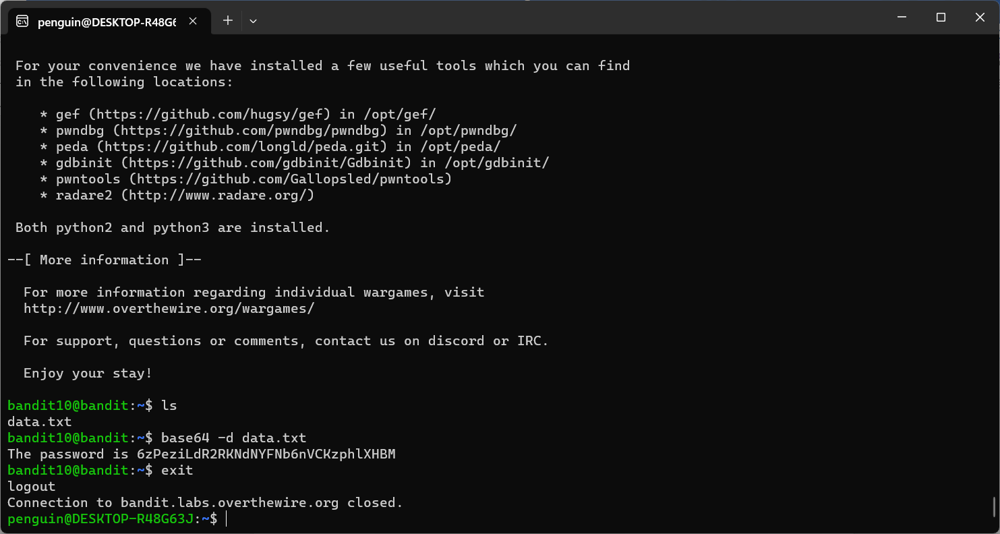 penguin@DESKTOP-R48G6
For your convenience we have installed a few useful tools which you can find
in the following locations:
* gef (https://github.com/hugsy/gef) in /opt/gef/
* pwndbg (https://github.com/pwndbg/pwndbg) in /opt/pwndbg/
* peda (https://github.com/longld/peda.git) in /opt/peda/
* gdbinit (https://github.com/gdbinit/Gdbinit) in /opt/gdbinit/
* pwntools (https://github.com/Gallopsled/pwntools)
* radare2 (http://www.radare.org/)
Both python2 and python3 are installed.
--[ More information ]--
For more information regarding individual wargames, visit
http://www.overthewire.org/wargames/
For support, questions or comments, contact us on discord or IRC.
Enjoy your stay!
bandit10@bandit:~$ ls
data.txt
bandit10@bandit:~$ base64 -d data.txt
The password is 6zPeziLdR2RKNdNYFNb6nVCKzphlXHBM
bandit10@bandit:~$ exit
logout
Connection to bandit.labs.overthewire.org closed.
penguin@DESKTOP-R48G63J:~$